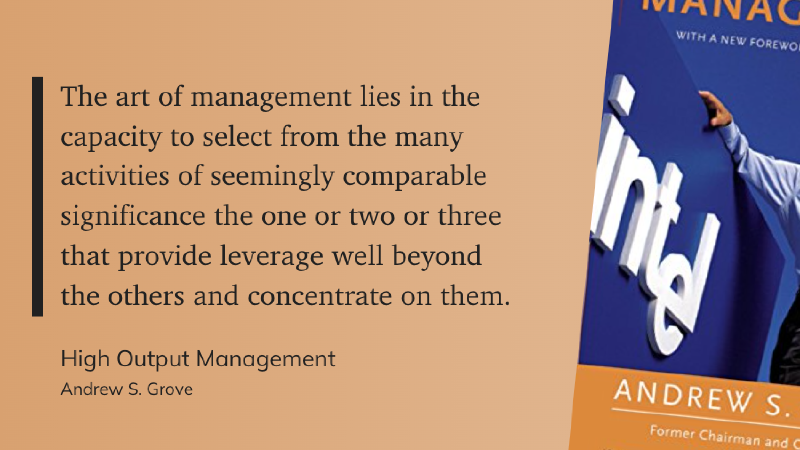 The art of management lies in the
capacity to select from the many
activities of seemingly comparable
significance the one or two or three
that provide leverage well beyond
the others and concentrate on them.
High Output Management
Andrew S. Grove
WITH A NEW
intel
ANDREW S.
Former Chairman and